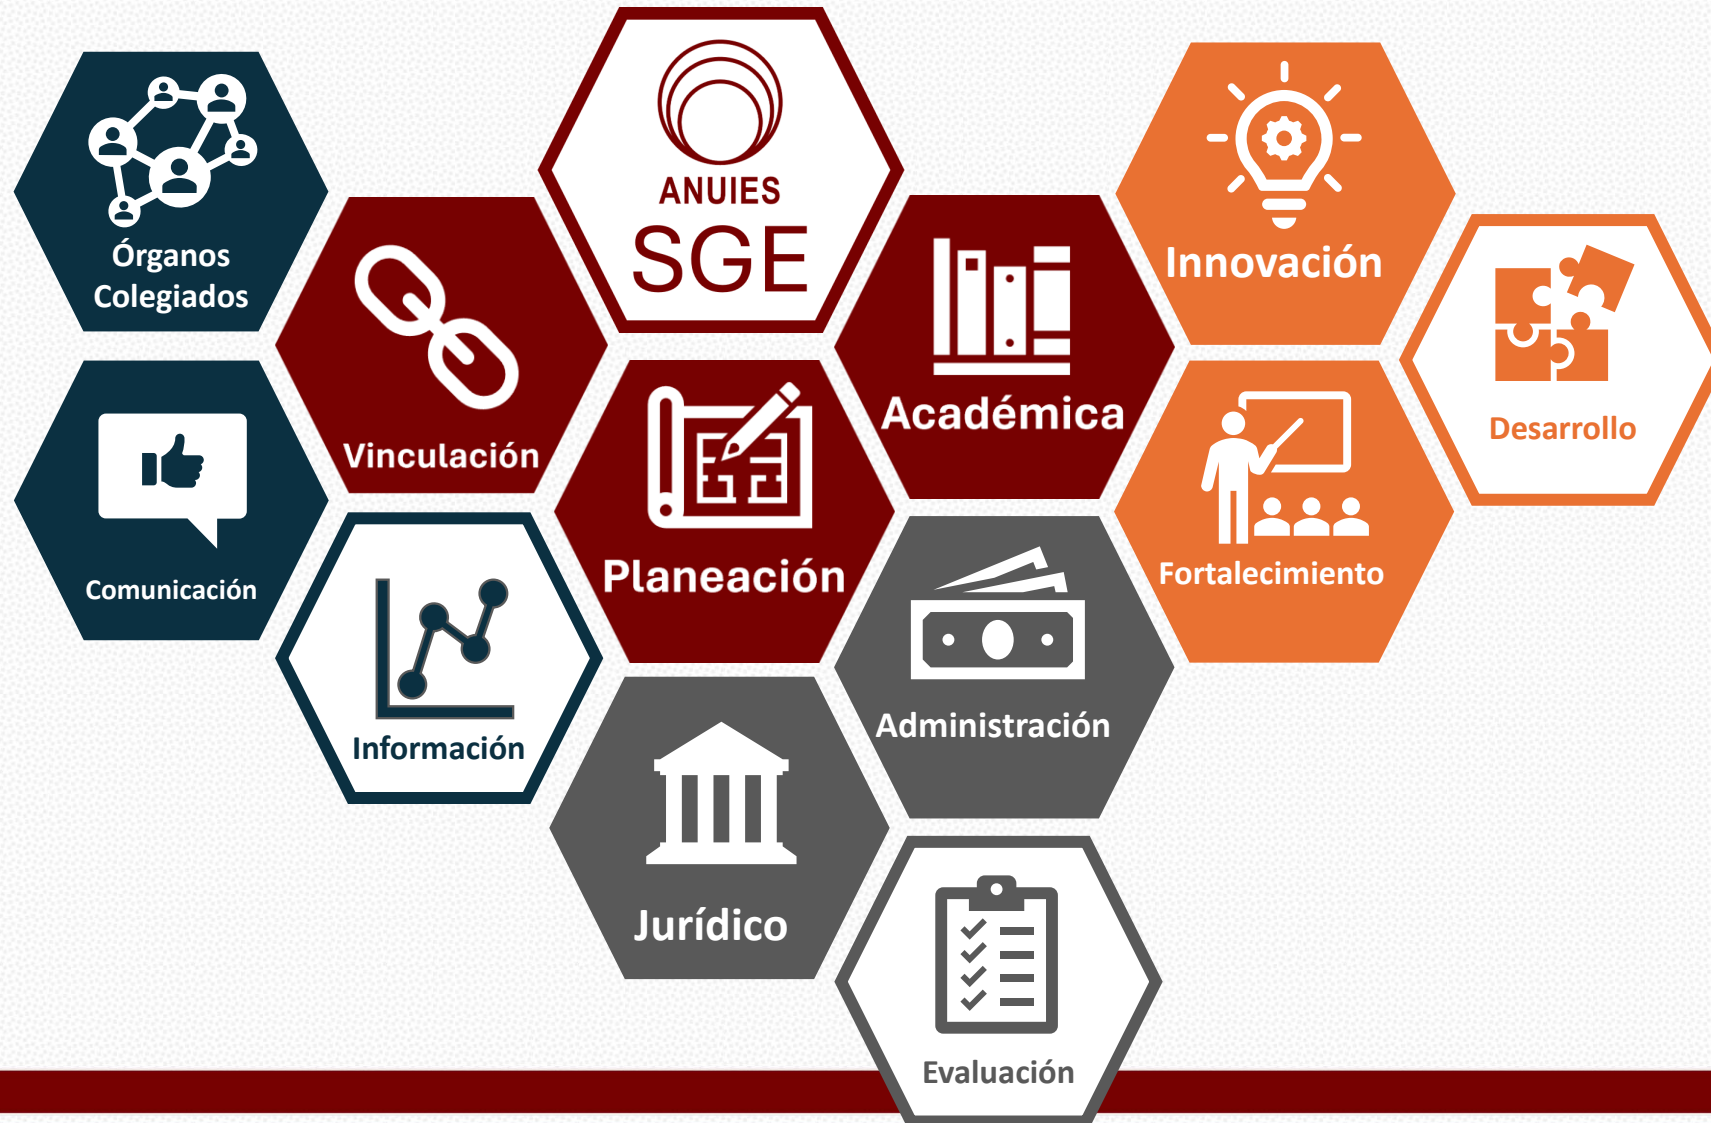 Órganos
Colegiados
ANUIES
SGE
Innovación
Vinculación
Académica
Desarrollo
Comunicación
Planeación
Fortalecimiento
Información
Administración
Jurídico
Evaluación